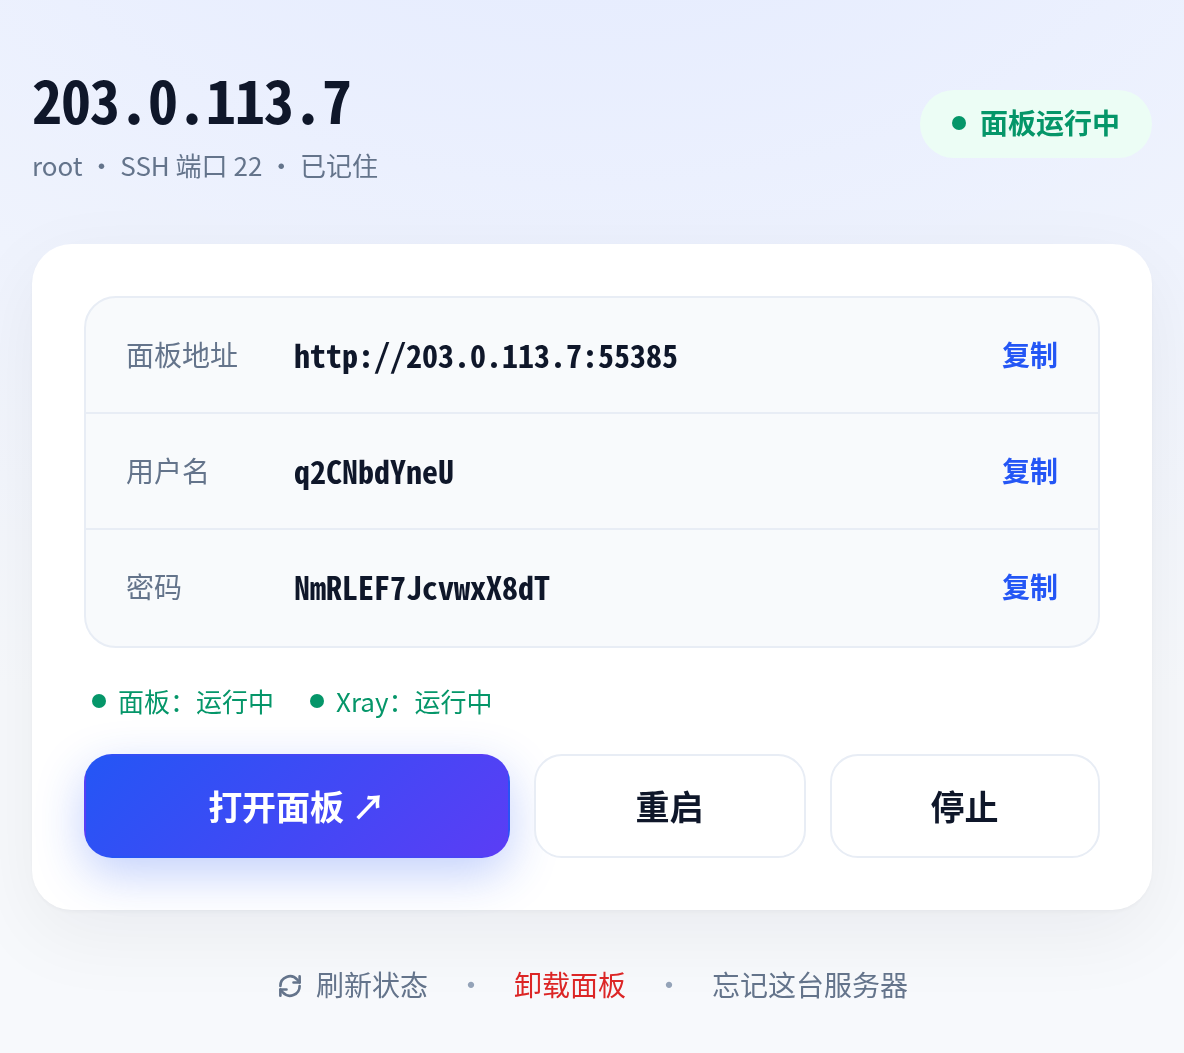 203.0.113.7
面板运行中
root · SSH 端口 22 · 已记住
面板地址 http://203.0.113.7:55385 复制
用户名 q2CNbdYneU 复制
密码 NmRLEF7JcvwxX8dT 复制
面板：运行中 Xray：运行中
打开面板 ↗ 重启 停止
刷新状态 · 卸载面板 · 忘记这台服务器